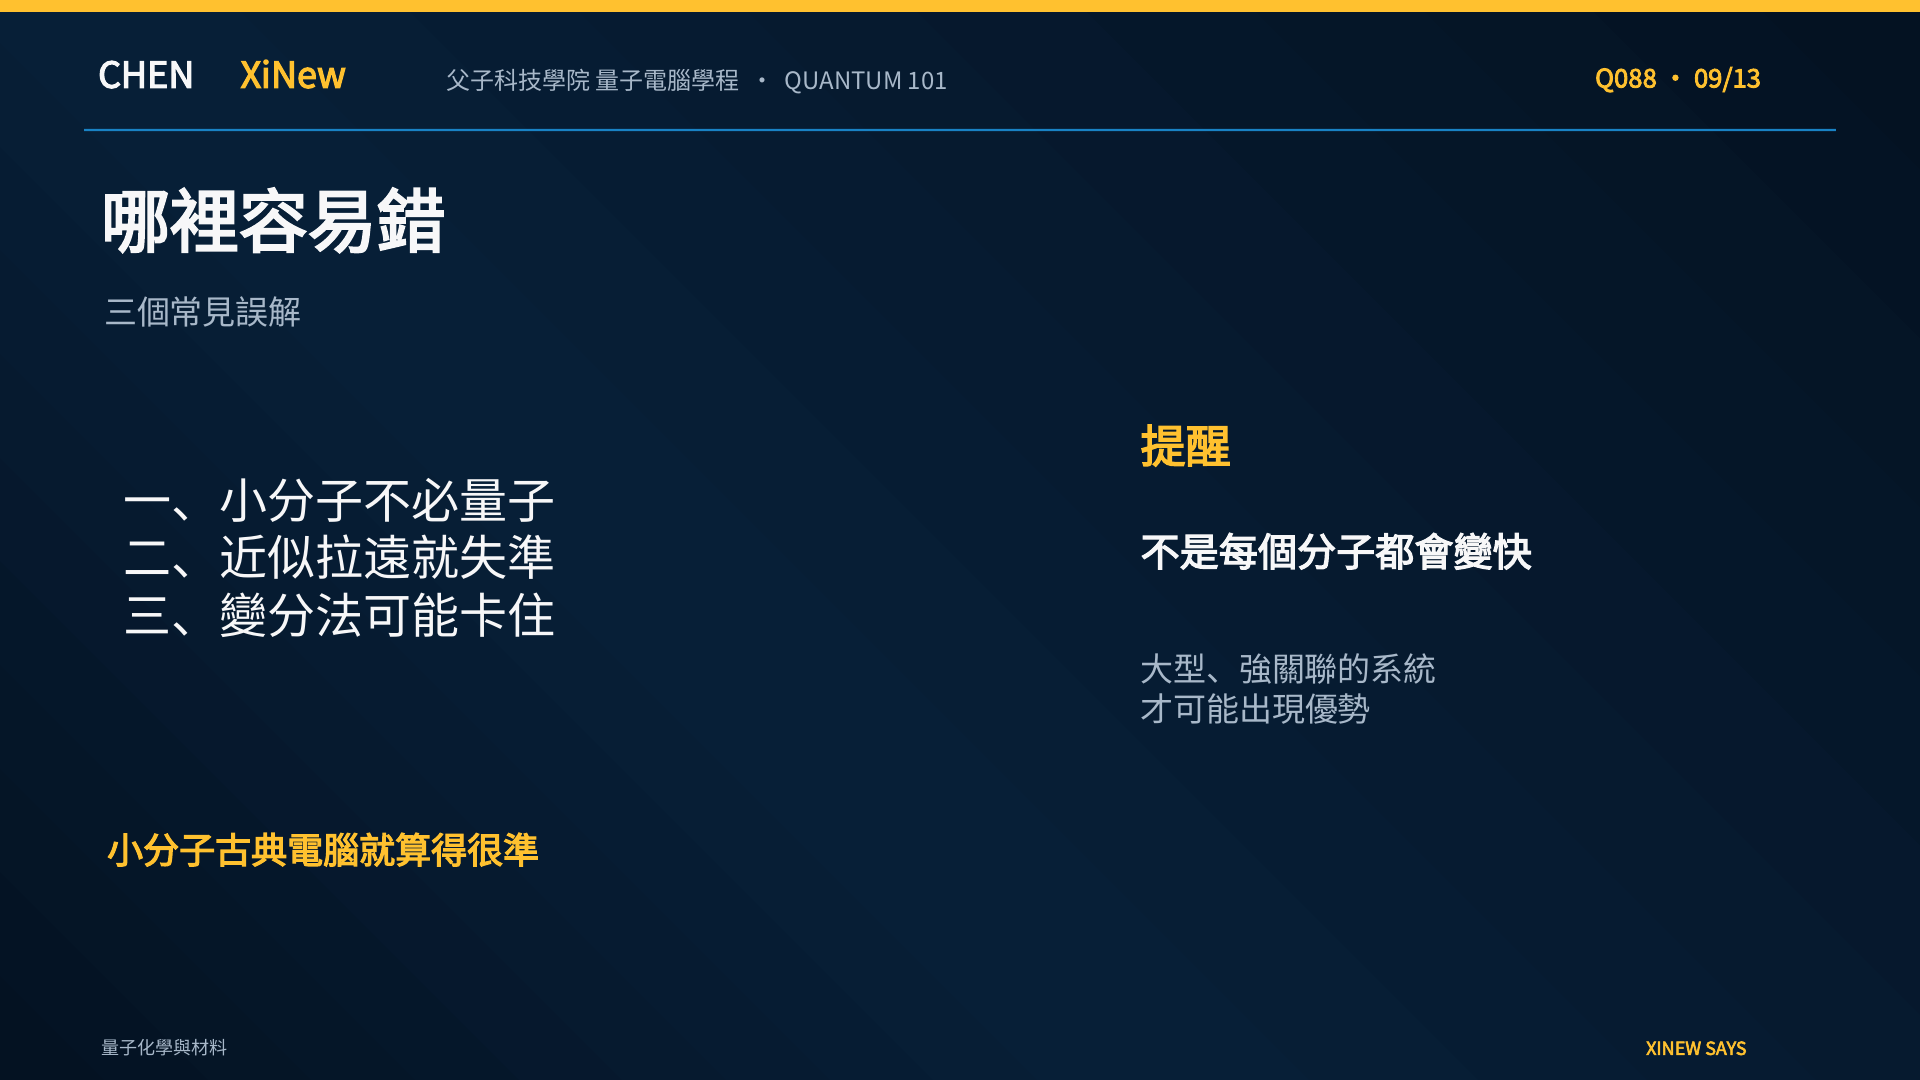 CHEN XiNew 父子科技學院 量子電腦學程 ・ QUANTUM 101 Q088 ・ 09/13
哪裡容易錯
三個常見誤解
一、小分子不必量子
二、近似拉遠就失準
三、變分法可能卡住
小分子古典電腦就算得很準
提醒
不是每個分子都會變快
大型、強關聯的系統
才可能出現優勢
量子化學與材料
XINEW SAYS